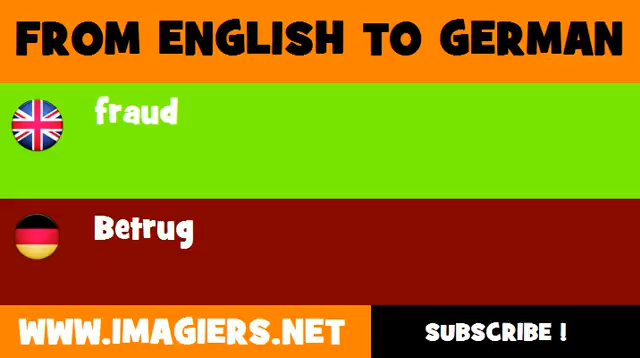 FROM ENGLISH TO GERMAN
fraud
Betrug
WWW.IMAGIERS.NET
SUBSCRIBE !